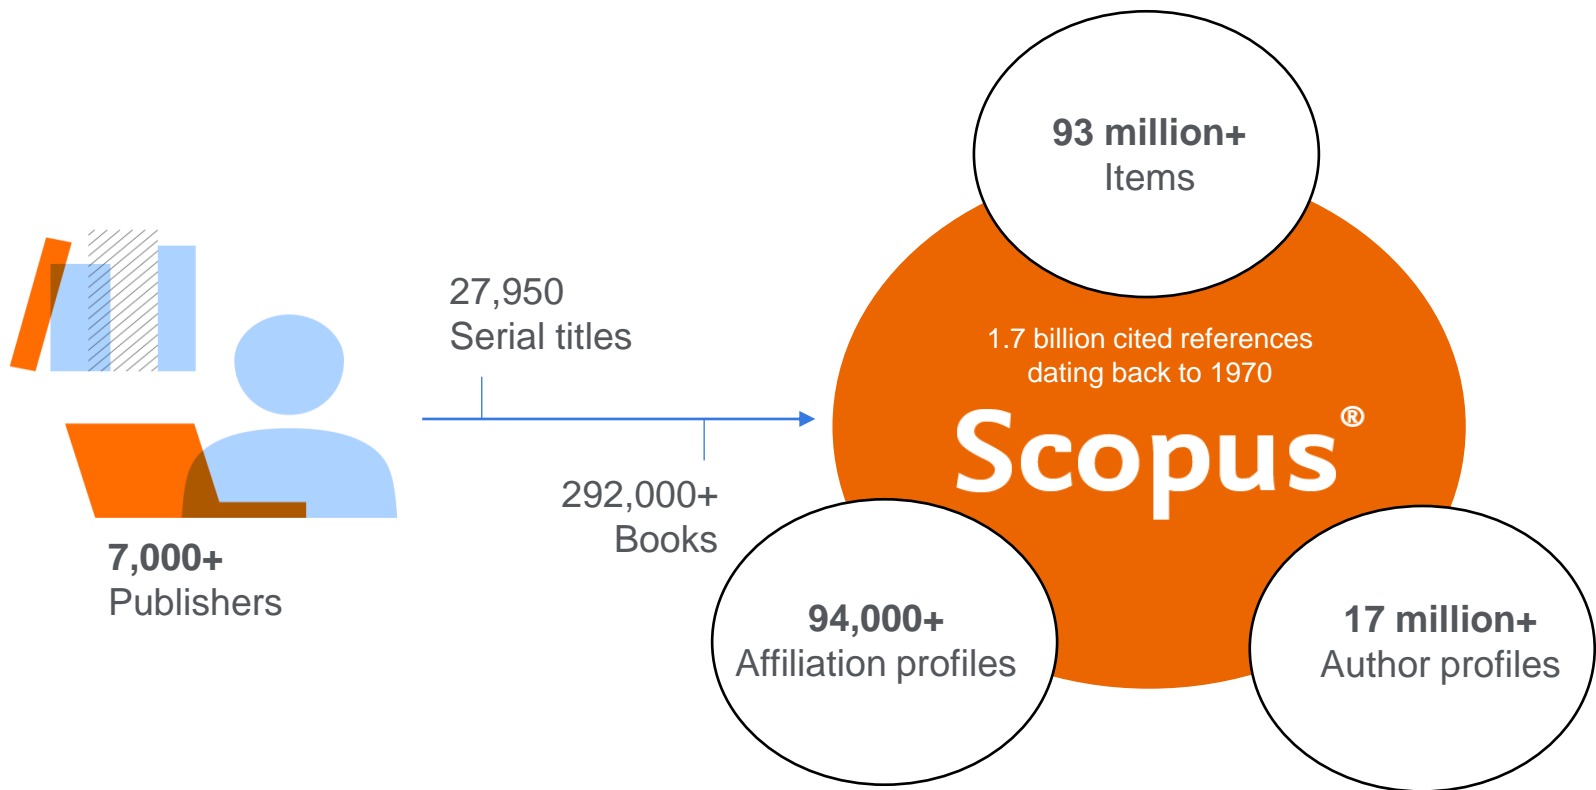 93 million+
Items
27,950
Serial titles
1.7 billion cited references
dating back to 1970
Scopus®
292,000+
Books
7,000+
Publishers
94,000+
Affiliation profiles
17 million+
Author profiles